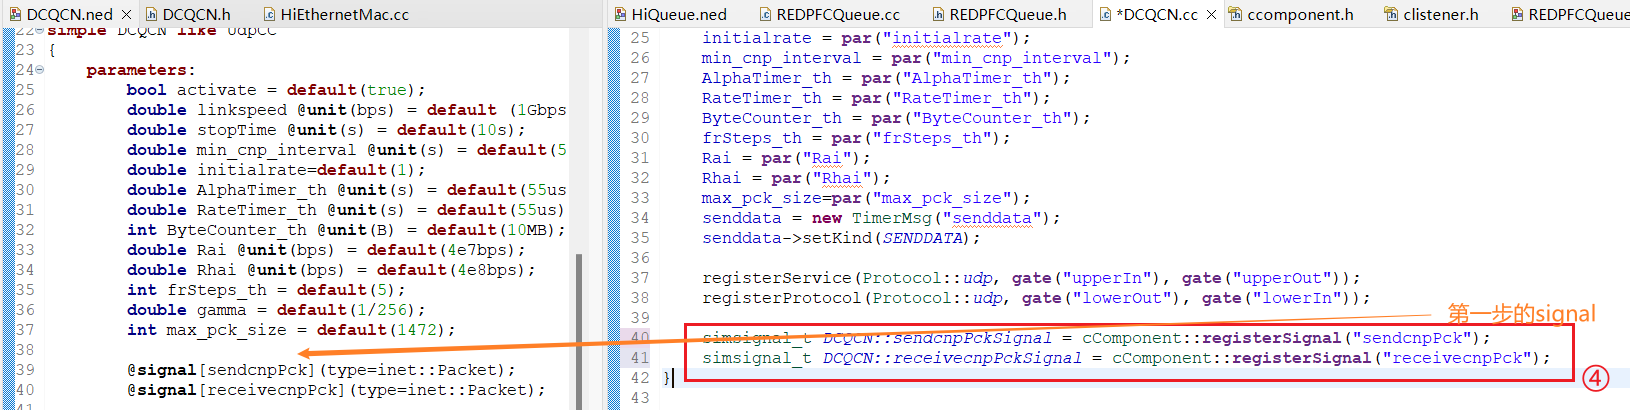 DCQCN.ned
DCQCN.h
HiEthernetMac.cc
22 simple DCQCN like UdpCC
23 {
24 parameters:
25 bool activate = default(true);
26 double linkspeed @unit(bps) = default (1Gbps
27 double stopTime @unit(s) = default(10s);
28 double min_cnp_interval @unit(s) = default(5
29 double initialrate=default(1);
30 double AlphaTimer_th @unit(s) = default(55us
31 double RateTimer_th @unit(s) = default(55us)
32 int ByteCounter_th @unit(B) = default(10MB);
33 double Rai @unit(bps) = default(4e7bps);
34 double Rhai @unit(bps) = default(4e8bps);
35 int frSteps_th = default(5);
36 double gamma = default(1/256);
37 int max_pck_size = default(1472);
38
39 @signal[sendcnpPck](type=inet::Packet);
40 @signal[receivecnpPck](type=inet::Packet);
41
HiQueue.ned
REDPFCQueue.cc
REDPFCQueue.h
*DCQCN.cc
ccomponent.h
clistener.h
REDPFCQueue
25 initialrate = par("initialrate");
26 min_cnp_interval = par("min_cnp_interval");
27 AlphaTimer_th = par("AlphaTimer_th");
28 RateTimer_th = par("RateTimer_th");
29 ByteCounter_th = par("ByteCounter_th");
30 frSteps_th = par("frSteps_th");
31 Rai = par("Rai");
32 Rhai = par("Rhai");
33 max_pck_size=par("max_pck_size");
34 senddata = new TimerMsg("senddata");
35 senddata->setKind(SENDDATA);
36
37 registerService(Protocol::udp, gate("upperIn"), gate("upperOut"));
38 registerProtocol(Protocol::udp, gate("lowerOut"), gate("lowerIn"));
39
第一步的signal
40 simsignal_t DCQCN::sendcnpPckSignal = cComponent::registerSignal("sendcnpPck");
41 simsignal_t DCQCN::receivecnpPckSignal = cComponent::registerSignal("receivecnpPck");
42 }
④
43